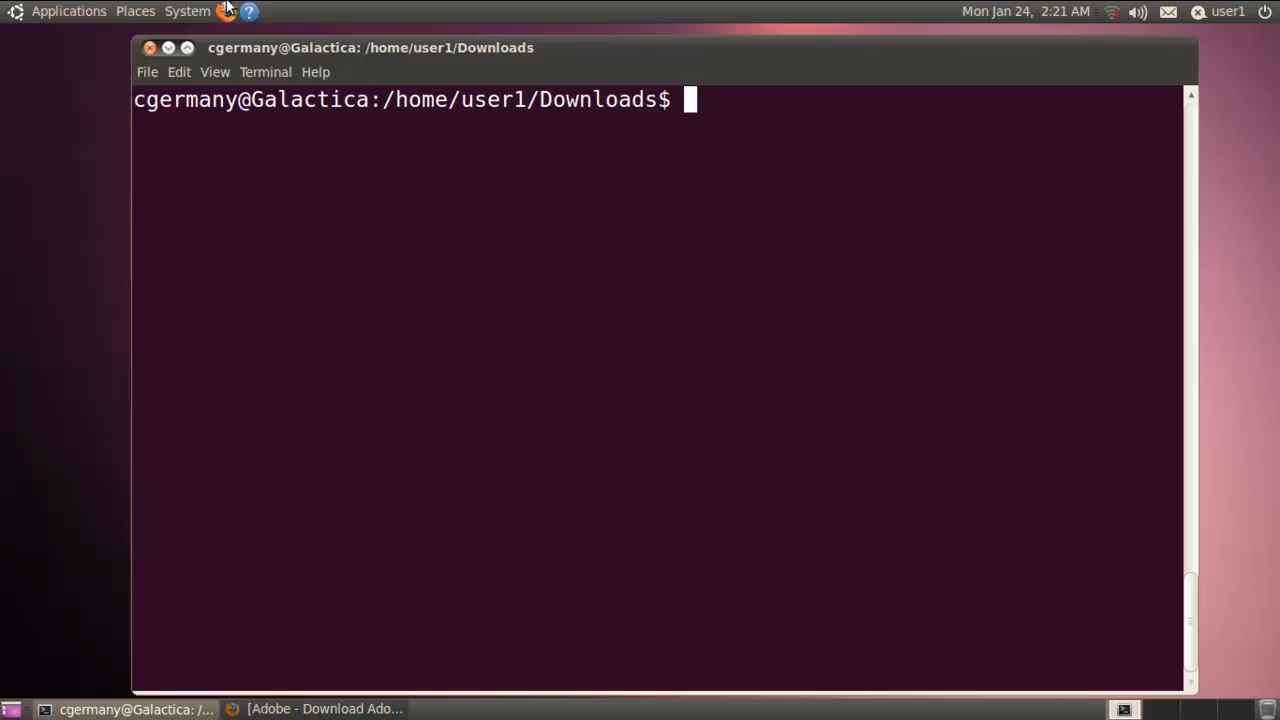 Applications Places System ? Mon Jan 24, 2:21 AM user1
cgermany@Galactica: /home/user1/Downloads
File Edit View Terminal Help
cgermany@Galactica:/home/user1/Downloads$
cgermany@Galactica: /... [Adobe - Download Ado...